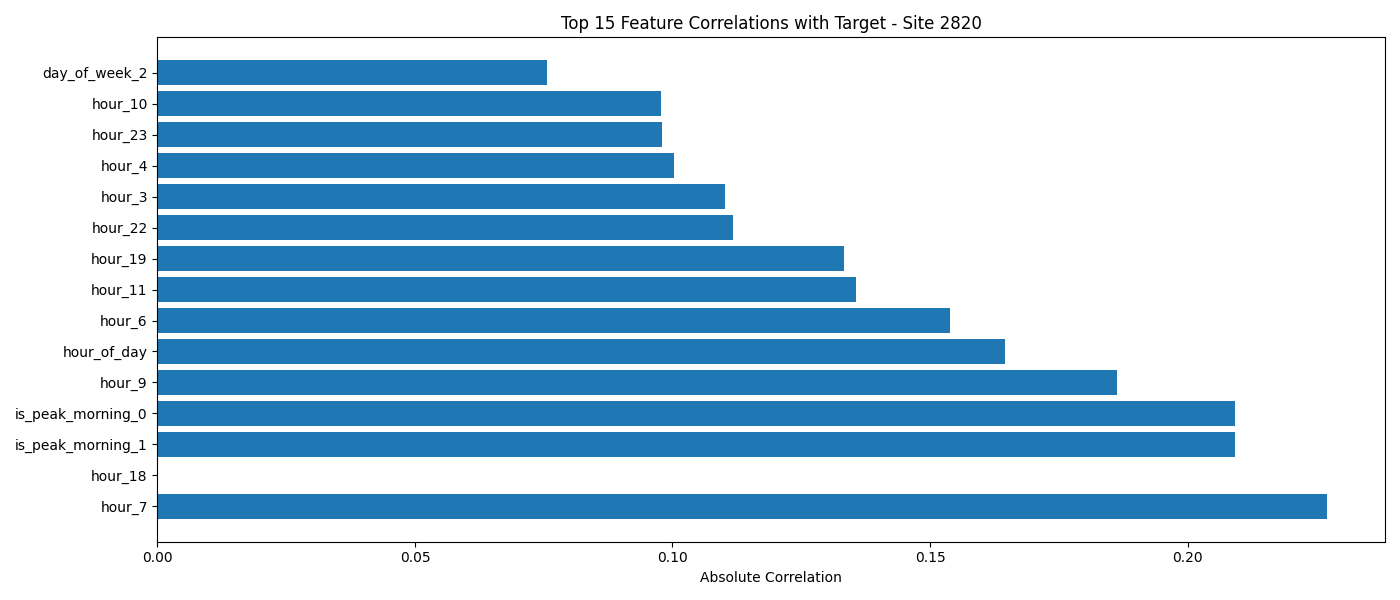 Top 15 Feature Correlations with Target - Site 2820
day_of_week_2
hour_10
hour_23
hour_4
hour_3
hour_22
hour_19
hour_11
hour_6
hour_of_day
hour_9
is_peak_morning_0
is_peak_morning_1
hour_18
hour_7
0.00 0.05 0.10 0.15 0.20
Absolute Correlation